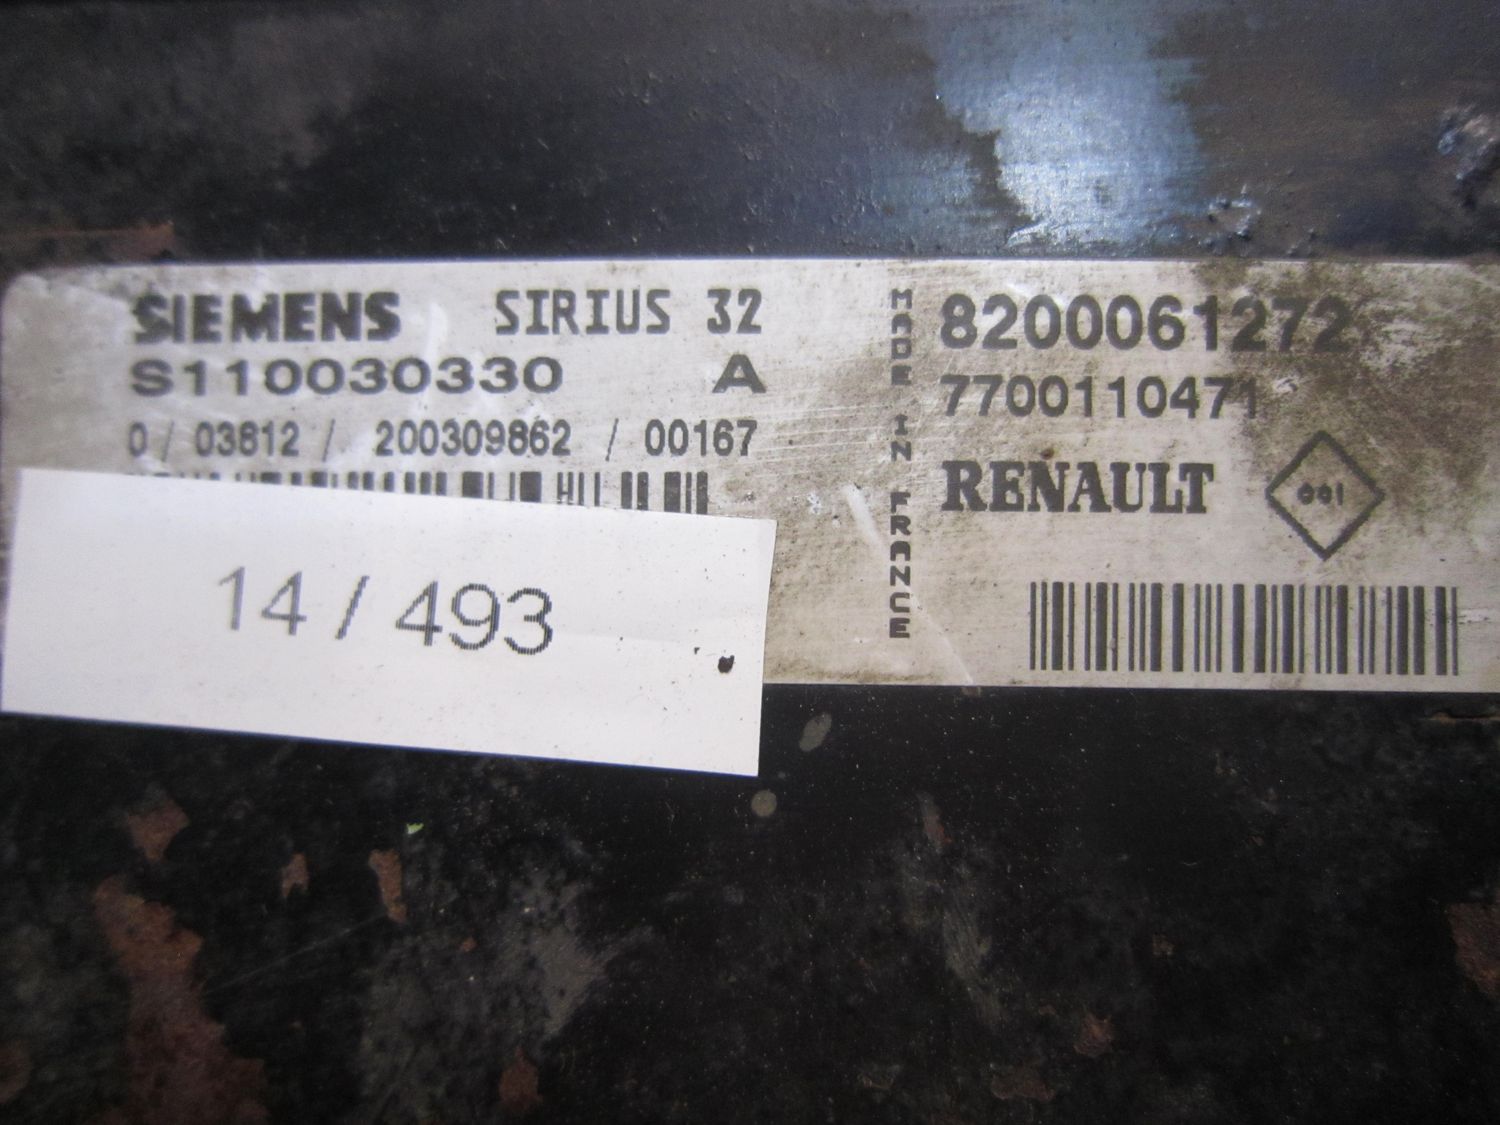 SIEMENS SIRIUS 32
S110030330 A
0 / 03812 / 200309862 / 00167
14 / 493
MADE IN FRANCE
8200061272
7700110471
RENAULT 001